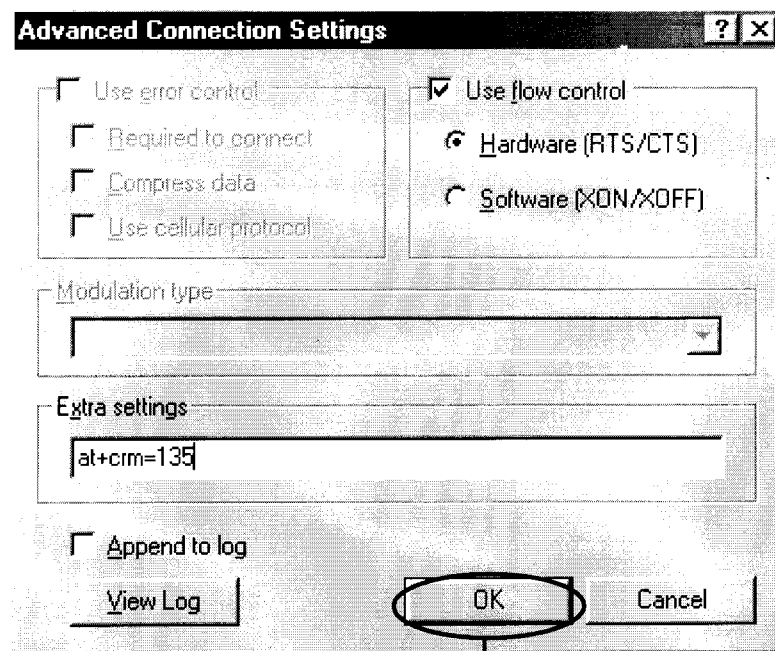 Advanced Connection Settings
Use error control
Required to connect
Compress data
Use cellular protocol
Use flow control
Hardware (RTS/CTS)
Software (XON/XOFF)
Modulation type
Extra settings
at+crm=135
Append to log
View Log
OK
Cancel